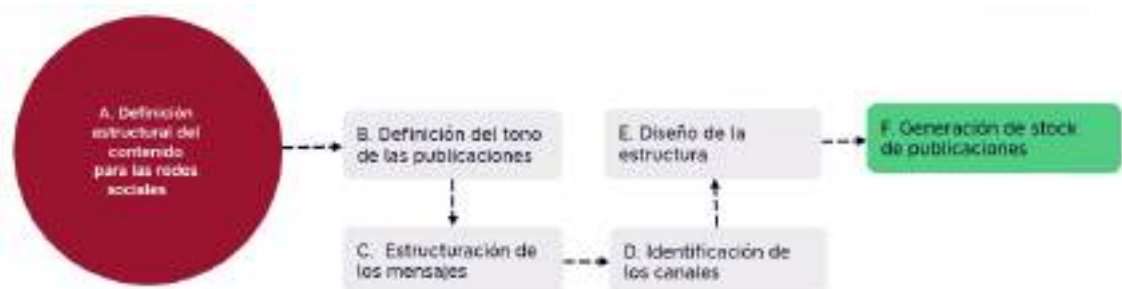 A. Definición
estructural del
contenido
para las redes
sociales
B. Definición del tono
de las publicaciones
C. Estructuración de
los mensajes
D. Identificación de
los canales
E. Diseño de la
estructura
F. Generación de stock
de publicaciones